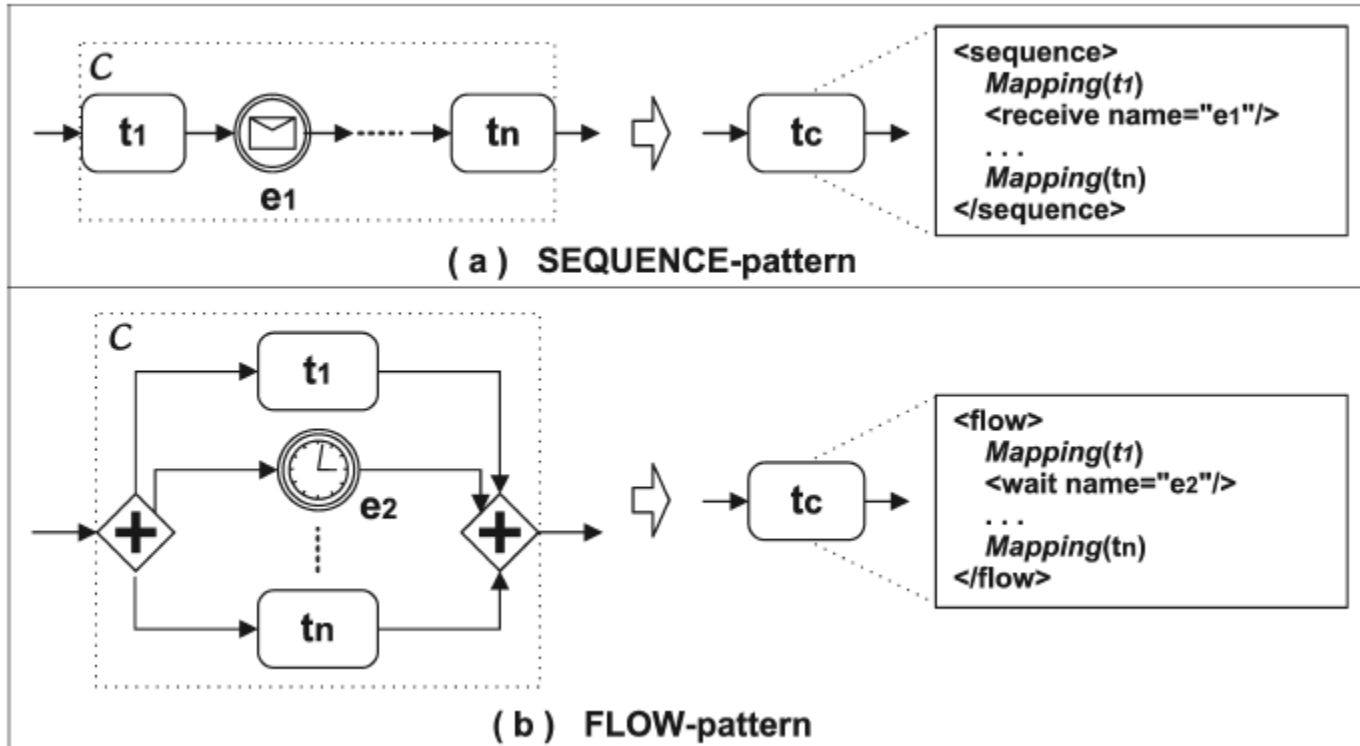 C
t1
e1
tn
tc
<sequence>
Mapping(t1)
<receive name="e1"/>
. . .
Mapping(tn)
</sequence>
( a ) SEQUENCE-pattern
C
t1
e2
tn
tc
<flow>
Mapping(t1)
<wait name="e2"/>
. . .
Mapping(tn)
</flow>
( b ) FLOW-pattern